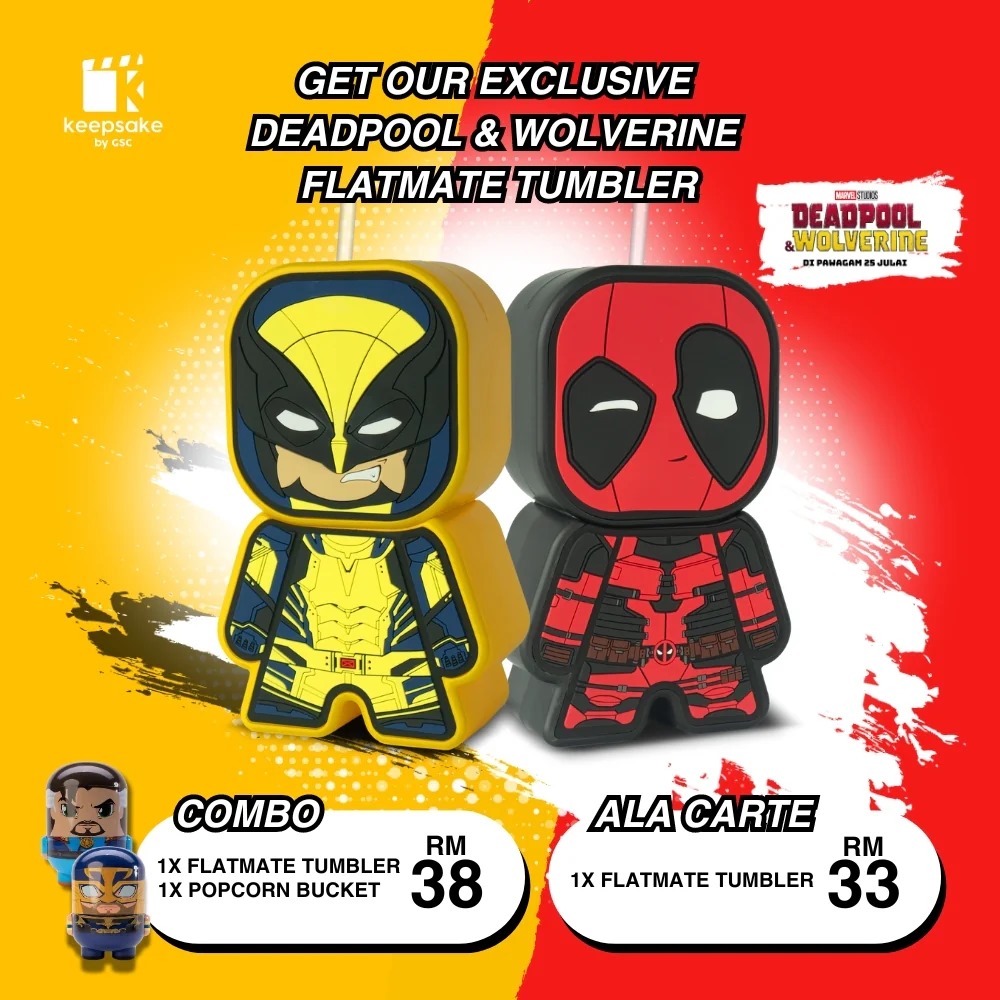 keepsake
by GSC
GET OUR EXCLUSIVE
DEADPOOL & WOLVERINE
FLATMATE TUMBLER
MARVEL STUDIOS
DEADPOOL
& WOLVERINE
DI PAWAGAM 25 JULAI
COMBO
1X FLATMATE TUMBLER
1X POPCORN BUCKET
RM
38
ALA CARTE
1X FLATMATE TUMBLER
RM
33